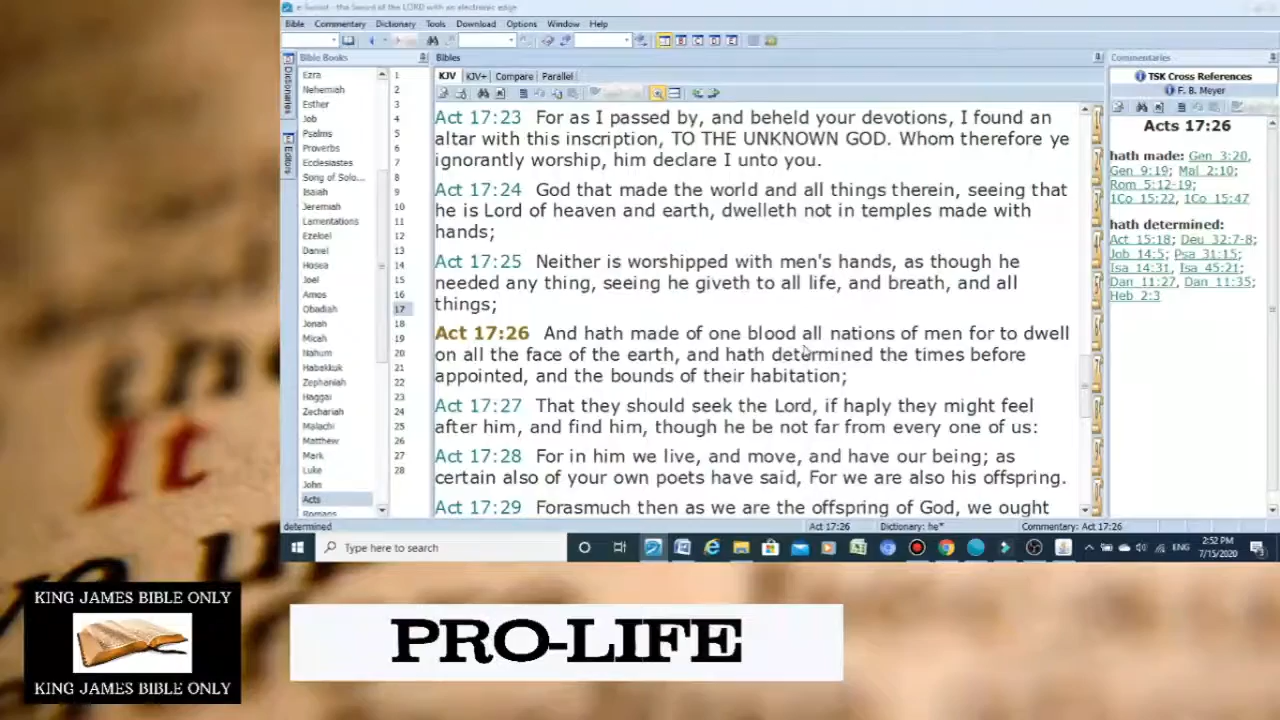 e-Sword - the Sword of the LORD with an electronic edge
Bible Commentary Dictionary Tools Download Options Window Help
Bible Books
Bibles
Commentaries
Dictionaries
Editors
Ezra
Nehemiah
Esther
Job
Psalms
Proverbs
Ecclesiastes
Song of Solo...
Isaiah
Jeremiah
Lamentations
Ezekiel
Daniel
Hosea
Joel
Amos
Obadiah
Jonah
Micah
Nahum
Habakkuk
Zephaniah
Haggai
Zechariah
Malachi
Matthew
Mark
Luke
John
Acts
Romans
1
2
3
4
5
6
7
8
9
10
11
12
13
14
15
16
17
18
19
20
21
22
23
24
25
26
27
28
KJV KJV+ Compare Parallel
Act 17:23 For as I passed by, and beheld your devotions, I found an
altar with this inscription, TO THE UNKNOWN GOD. Whom therefore ye
ignorantly worship, him declare I unto you.
Act 17:24 God that made the world and all things therein, seeing that
he is Lord of heaven and earth, dwelleth not in temples made with
hands;
Act 17:25 Neither is worshipped with men's hands, as though he
needed any thing, seeing he giveth to all life, and breath, and all
things;
Act 17:26 And hath made of one blood all nations of men for to dwell
on all the face of the earth, and hath determined the times before
appointed, and the bounds of their habitation;
Act 17:27 That they should seek the Lord, if haply they might feel
after him, and find him, though he be not far from every one of us:
Act 17:28 For in him we live, and move, and have our being; as
certain also of your own poets have said, For we are also his offspring.
Act 17:29 Forasmuch then as we are the offspring of God, we ought
TSK Cross References
F. B. Meyer
Acts 17:26
hath made: Gen 3:20,
Gen 9:19; Mal 2:10;
Rom 5:12-19;
1Co 15:22, 1Co 15:47
hath determined:
Act 15:18; Deu 32:7-8;
Job 14:5; Psa 31:15;
Isa 14:31, Isa 45:21;
Dan 11:27, Dan 11:35;
Heb 2:3
determined Act 17:26 Dictionary: he* Commentary: Act 17:26
Type here to search
ENG
2:52 PM
7/15/2020
It
KING JAMES BIBLE ONLY
KING JAMES BIBLE ONLY
PRO-LIFE